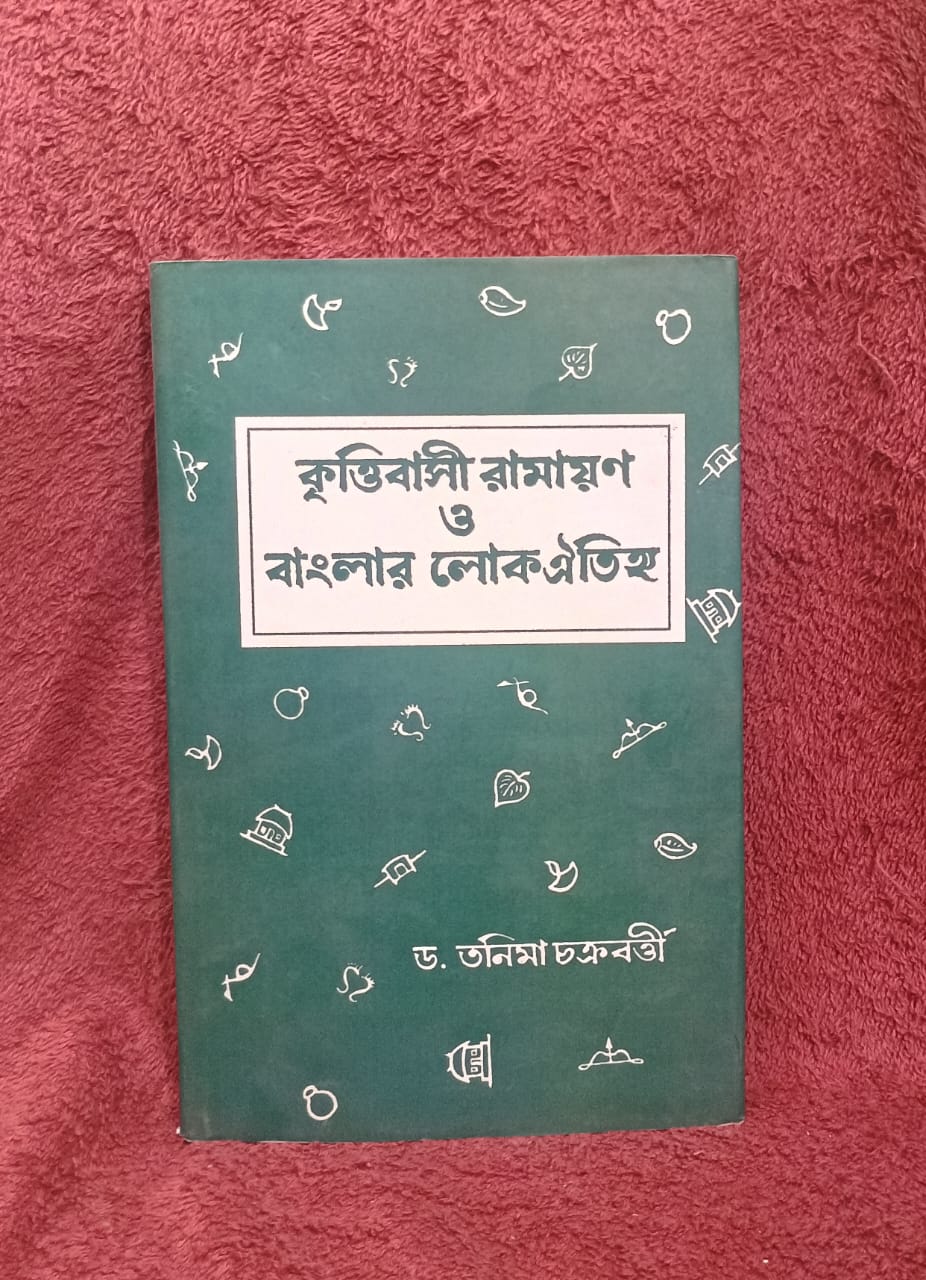 কৃত্তিবাসী রামায়ণ
ও
বাংলার লোকঐতিহ্য
ড. তনিমা চক্রবর্ত্তী